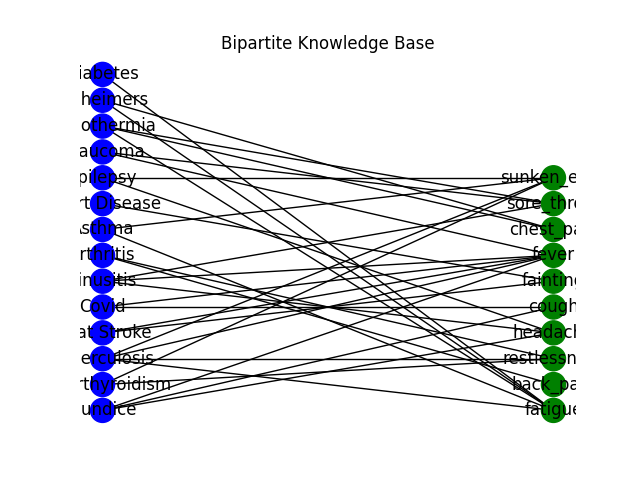 Bipartite Knowledge Base
iabetes
heimers
othermia
aucoma
pilepsy
rt Disease
Asthma
rthritis
inusitis
Covid
at Stroke
erculosis
rthyroidism
undice
sunken_e
sore_thro
chest_pa
fever
fainting
cough
headach
restlessn
back_pa
fatigue